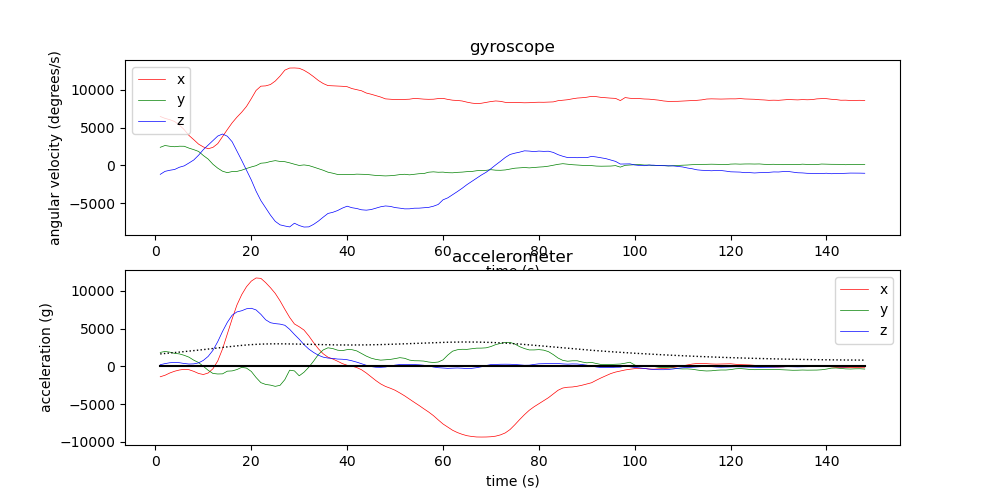 gyroscope
angular velocity (degrees/s)
10000
5000
0
−5000
x
y
z
0 20 40 60 80 100 120 140
time (s)
accelerometer
acceleration (g)
10000
5000
0
−5000
−10000
x
y
z
0 20 40 60 80 100 120 140
time (s)